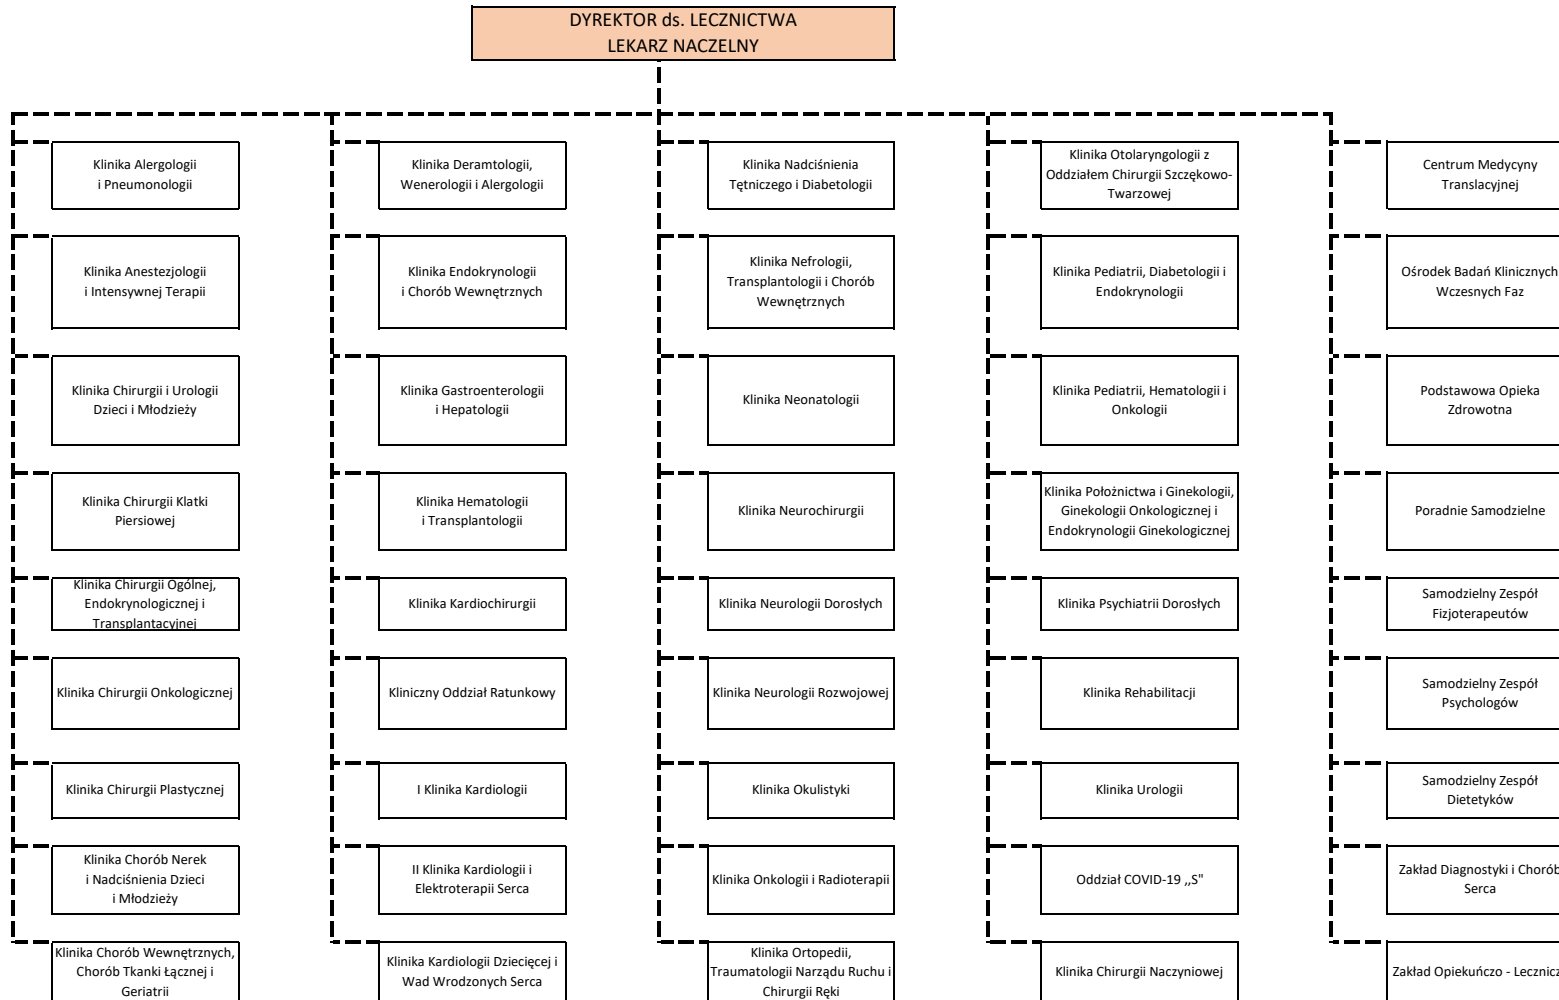 DYREKTOR ds. LECZNICTWA
LEKARZ NACZELNY
Klinika Alergologii
i Pneumonologii
Klinika Deramtologii,
Wenerologii i Alergologii
Klinika Nadciśnienia
Tętniczego i Diabetologii
Klinika Otolaryngologii z
Oddziałem Chirurgii Szczękowo-
Twarzowej
Centrum Medycyny
Translacyjnej
Klinika Anestezjologii
i Intensywnej Terapii
Klinika Endokrynologii
i Chorób Wewnętrznych
Klinika Nefrologii,
Transplantologii i Chorób
Wewnętrznych
Klinika Pediatrii, Diabetologii i
Endokrynologii
Ośrodek Badań Klinicznych
Wczesnych Faz
Klinika Chirurgii i Urologii
Dzieci i Młodzieży
Klinika Gastroenterologii
i Hepatologii
Klinika Neonatologii
Klinika Pediatrii, Hematologii i
Onkologii
Podstawowa Opieka
Zdrowotna
Klinika Chirurgii Klatki
Piersiowej
Klinika Hematologii
i Transplantologii
Klinika Neurochirurgii
Klinika Położnictwa i Ginekologii,
Ginekologii Onkologicznej i
Endokrynologii Ginekologicznej
Poradnie Samodzielne
Klinika Chirurgii Ogólnej,
Endokrynologicznej i
Transplantacyjnej
Klinika Kardiochirurgii
Klinika Neurologii Dorosłych
Klinika Psychiatrii Dorosłych
Samodzielny Zespół
Fizjoterapeutów
Klinika Chirurgii Onkologicznej
Kliniczny Oddział Ratunkowy
Klinika Neurologii Rozwojowej
Klinika Rehabilitacji
Samodzielny Zespół
Psychologów
Klinika Chirurgii Plastycznej
I Klinika Kardiologii
Klinika Okulistyki
Klinika Urologii
Samodzielny Zespół
Dietetyków
Klinika Chorób Nerek
i Nadciśnienia Dzieci
i Młodzieży
II Klinika Kardiologii i
Elektroterapii Serca
Klinika Onkologii i Radioterapii
Oddział COVID-19 ,,S"
Zakład Diagnostyki i Chorób
Serca
Klinika Chorób Wewnętrznych,
Chorób Tkanki Łącznej i
Geriatrii
Klinika Kardiologii Dziecięcej i
Wad Wrodzonych Serca
Klinika Ortopedii,
Traumatologii Narządu Ruchu i
Chirurgii Ręki
Klinika Chirurgii Naczyniowej
Zakład Opiekuńczo -